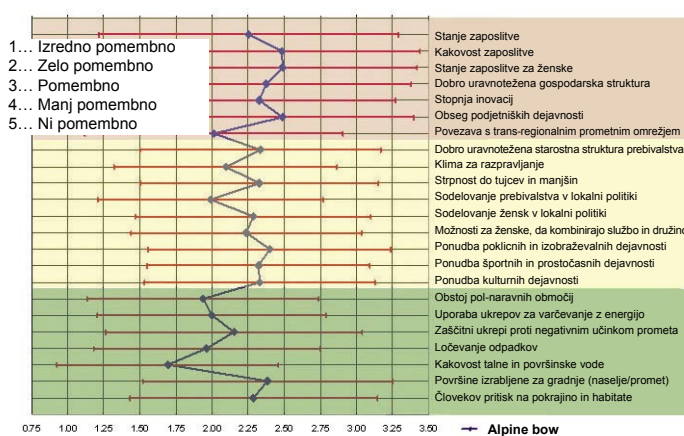 1… Izredno pomembno
2… Zelo pomembno
3… Pomembno
4… Manj pomembno
5… Ni pomembno
Stanje zaposlitve
Kakovost zaposlitve
Stanje zaposlitve za ženske
Dobro uravnotežena gospodarska struktura
Stopnja inovacij
Obseg podjetniških dejavnosti
Povezava s trans-regionalnim prometnim omrežjem
Dobro uravnotežena starostna struktura prebivalstva
Klima za razpravljanje
Strpnost do tujcev in manjšin
Sodelovanje prebivalstva v lokalni politiki
Sodelovanje žensk v lokalni politiki
Možnosti za ženske, da kombinirajo službo in družino
Ponudba poklicnih in izobraževalnih dejavnosti
Ponudba športnih in prostočasnih dejavnosti
Ponudba kulturnih dejavnosti
Obstoj pol-naravnih območij
Uporaba ukrepov za varčevanje z energijo
Zaščitni ukrepi proti negativnim učinkom prometa
Ločevanje odpadkov
Kakovost talne in površinske vode
Površine izrabljene za gradnje (naselje/promet)
Človekov pritisk na pokrajino in habitate
0.75 1.00 1.25 1.50 1.75 2.00 2.25 2.50 2.75 3.00 3.25 3.50
Alpine bow